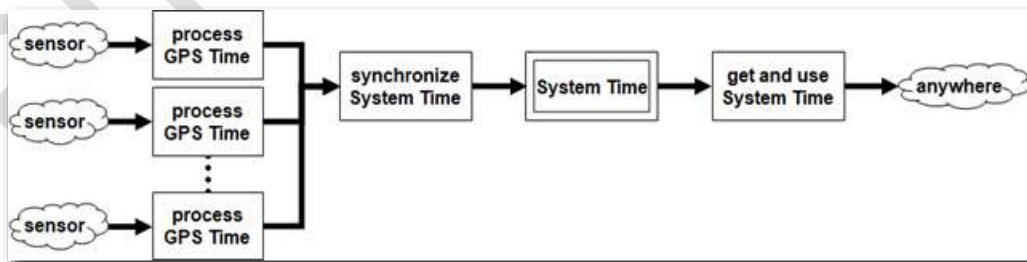 sensor
process
GPS Time
sensor
process
GPS Time
sensor
process
GPS Time
synchronize
System Time
System Time
get and use
System Time
anywhere